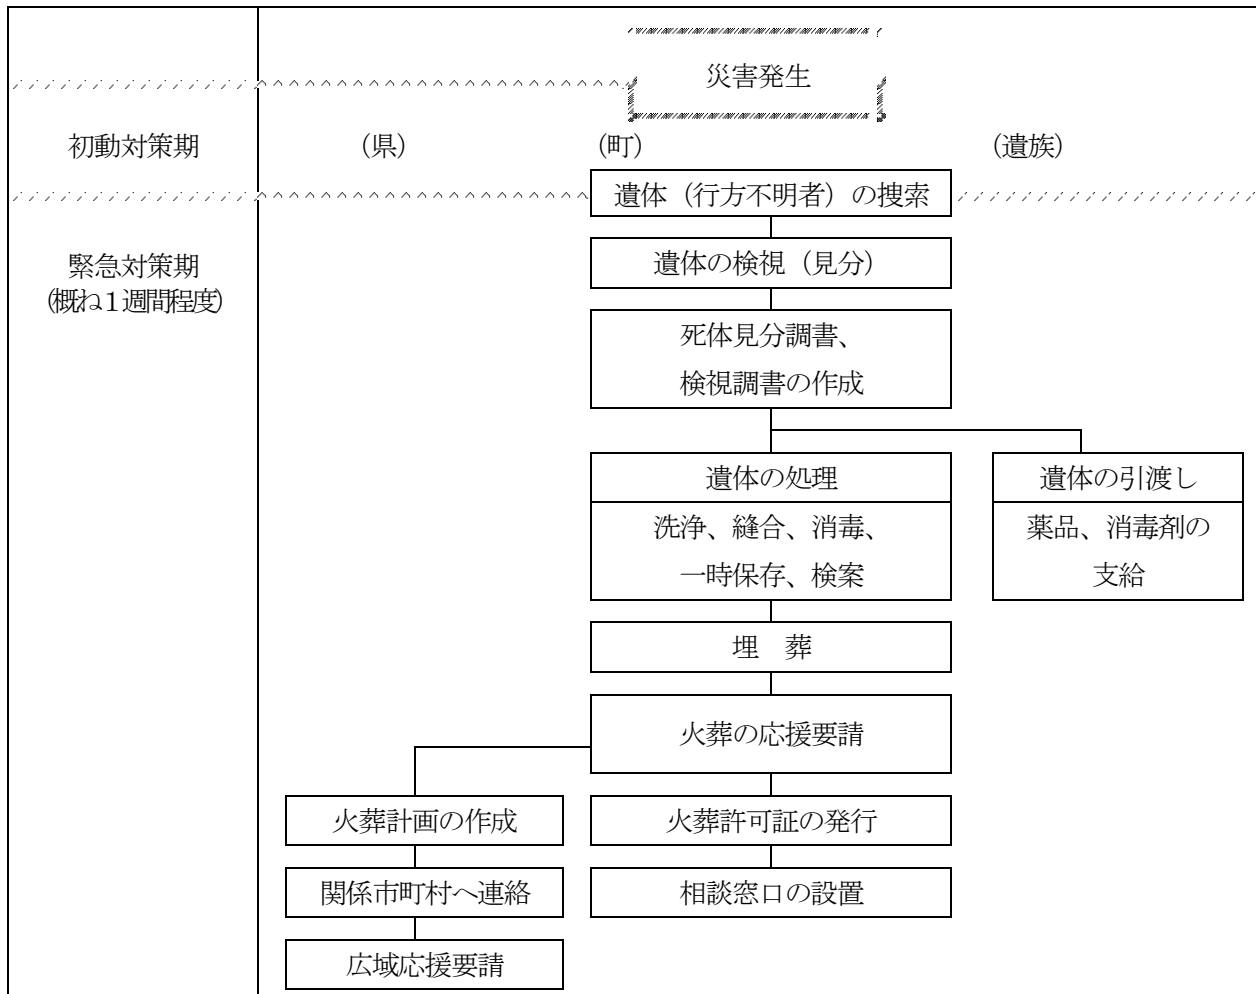 災害発生
初動対策期
（県）
（町）
（遺族）
遺体（行方不明者）の捜索
緊急対策期
（概ね１週間程度）
遺体の検視（見分）
死体見分調書、
検視調書の作成
遺体の処理
洗浄、縫合、消毒、
一時保存、検案
遺体の引渡し
薬品、消毒剤の
支給
埋　葬
火葬の応援要請
火葬計画の作成
火葬許可証の発行
関係市町村へ連絡
相談窓口の設置
広域応援要請